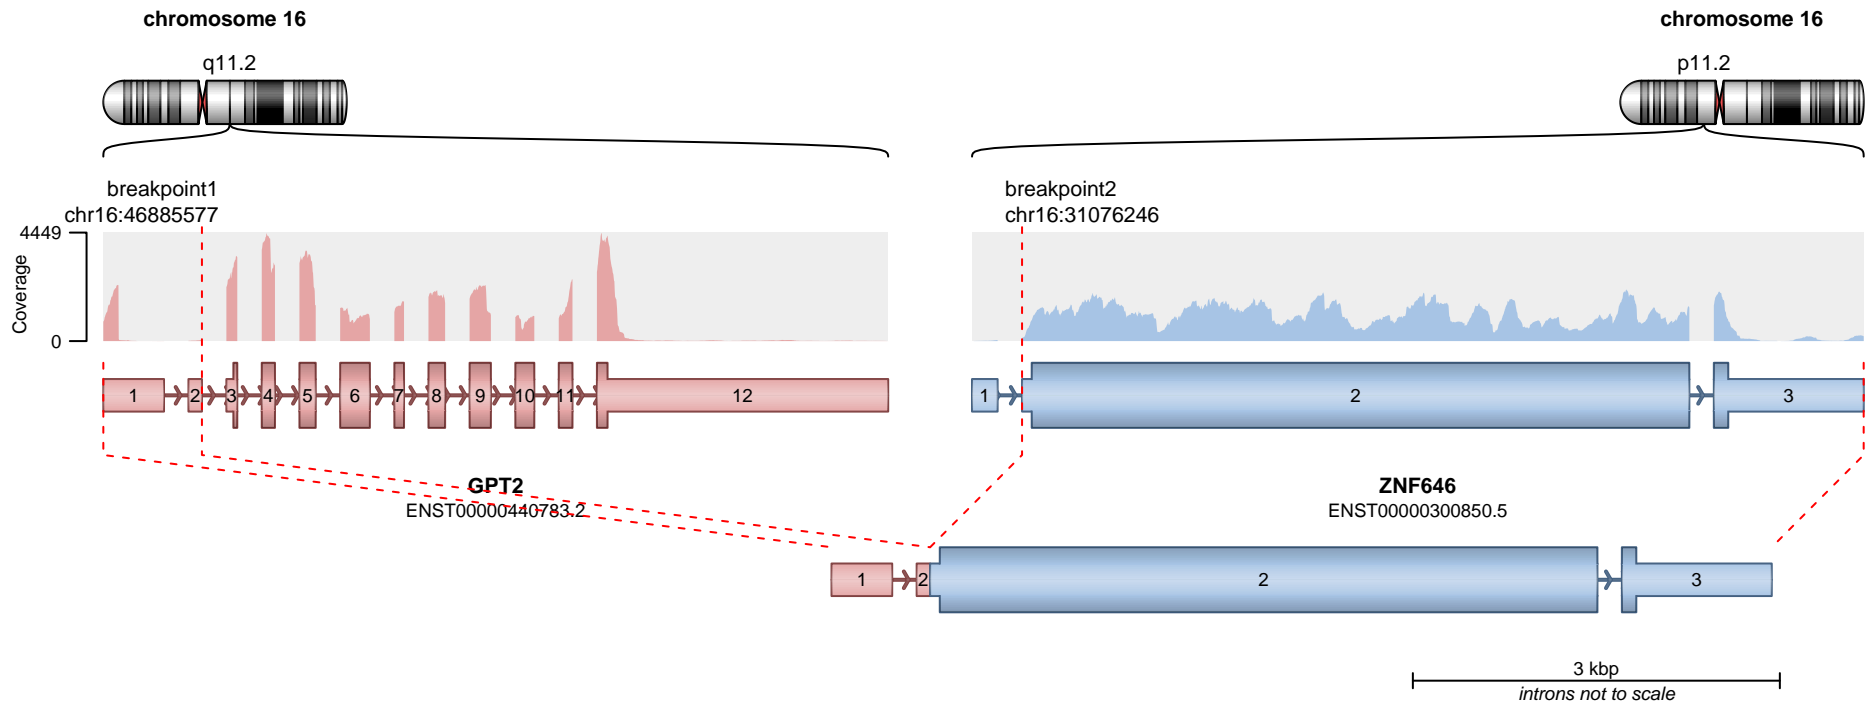 chromosome 16
chromosome 16
q11.2
p11.2
breakpoint1
chr16:46885577
breakpoint2
chr16:31076246
4449
Coverage
0
1 2 3 4 5 6 7 8 9 10 11 12
1 2 3
GPT2
ENST00000440783.2
ZNF646
ENST00000300850.5
1 2 2 3
3 kbp
introns not to scale